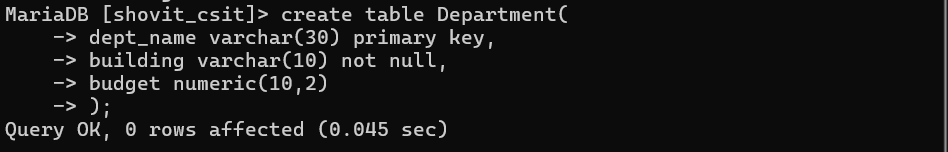 MariaDB [shovit_csit]> create table Department(
    -> dept_name varchar(30) primary key,
    -> building varchar(10) not null,
    -> budget numeric(10,2)
    -> );
Query OK, 0 rows affected (0.045 sec)